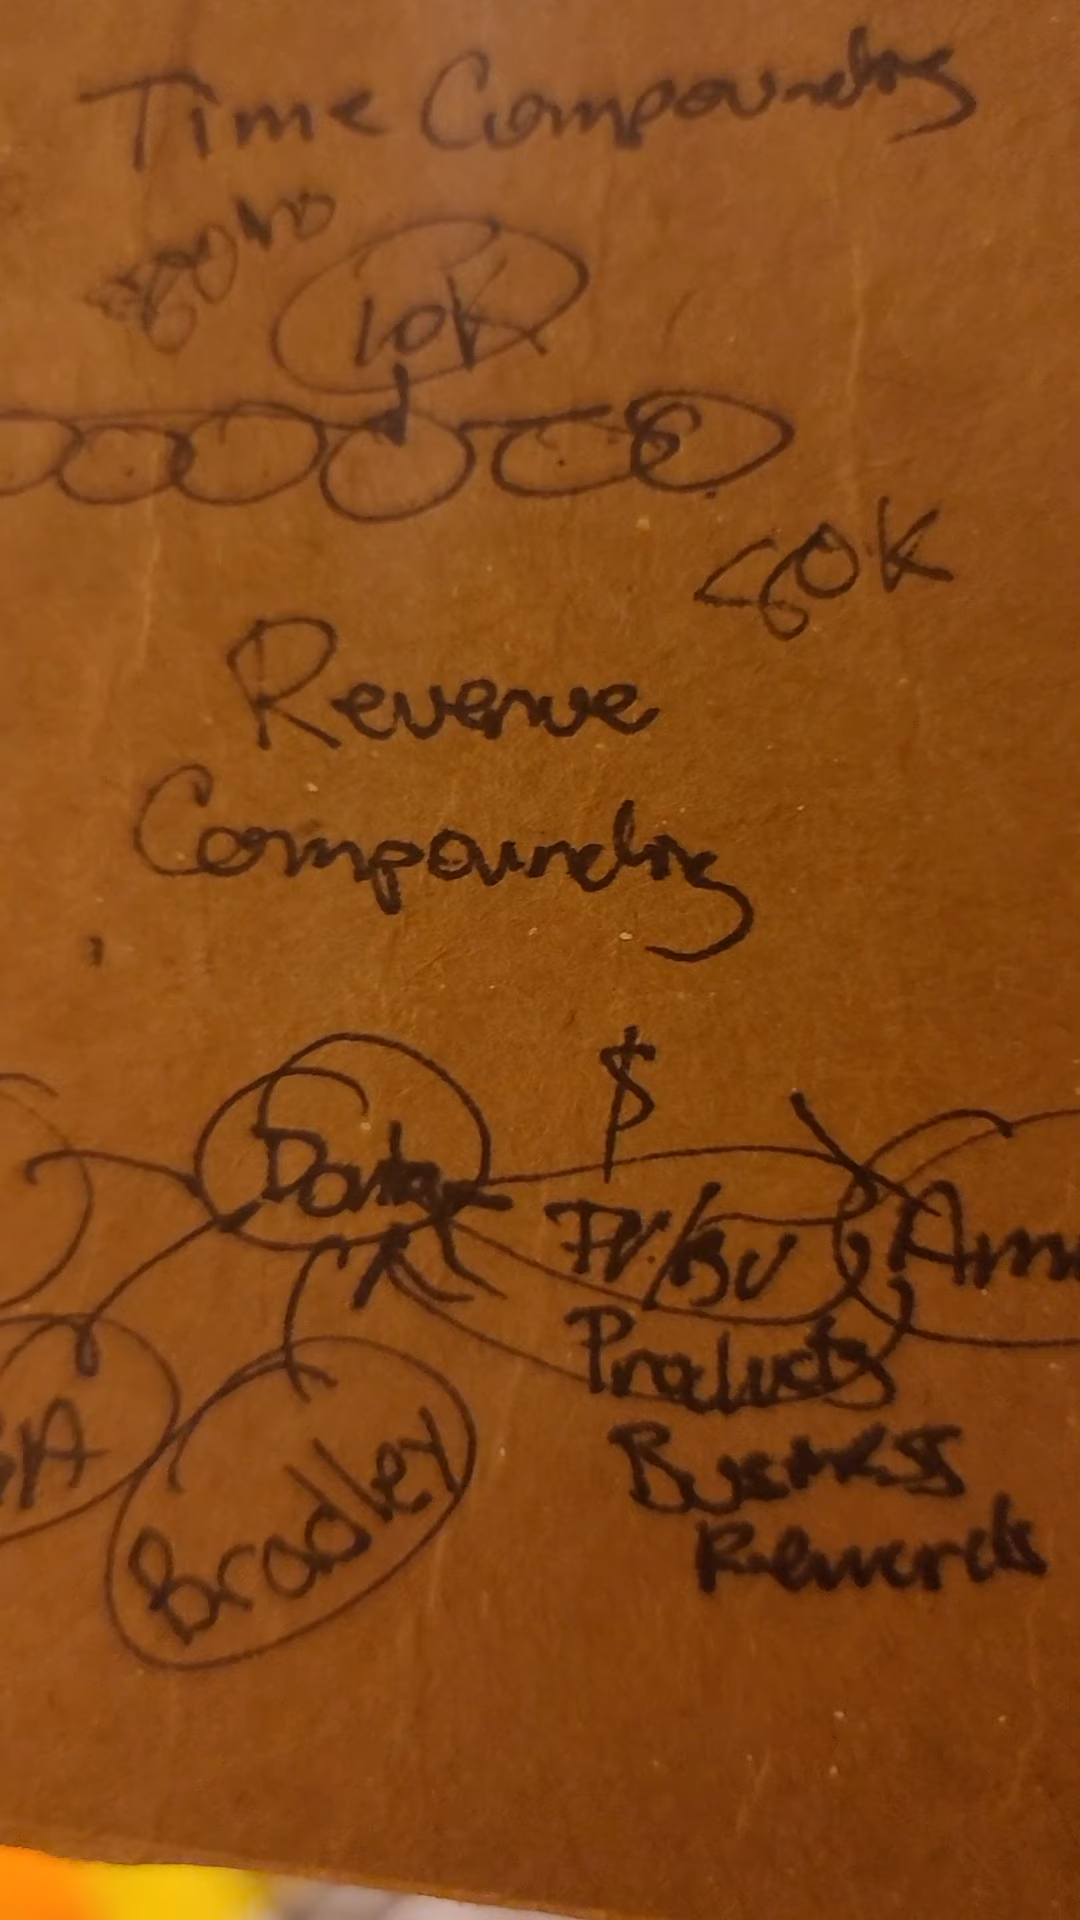 Time Compounding
10K
60K
Revenue
Compounding
$
PV/BV
Products
Business
Rewards
Bradley